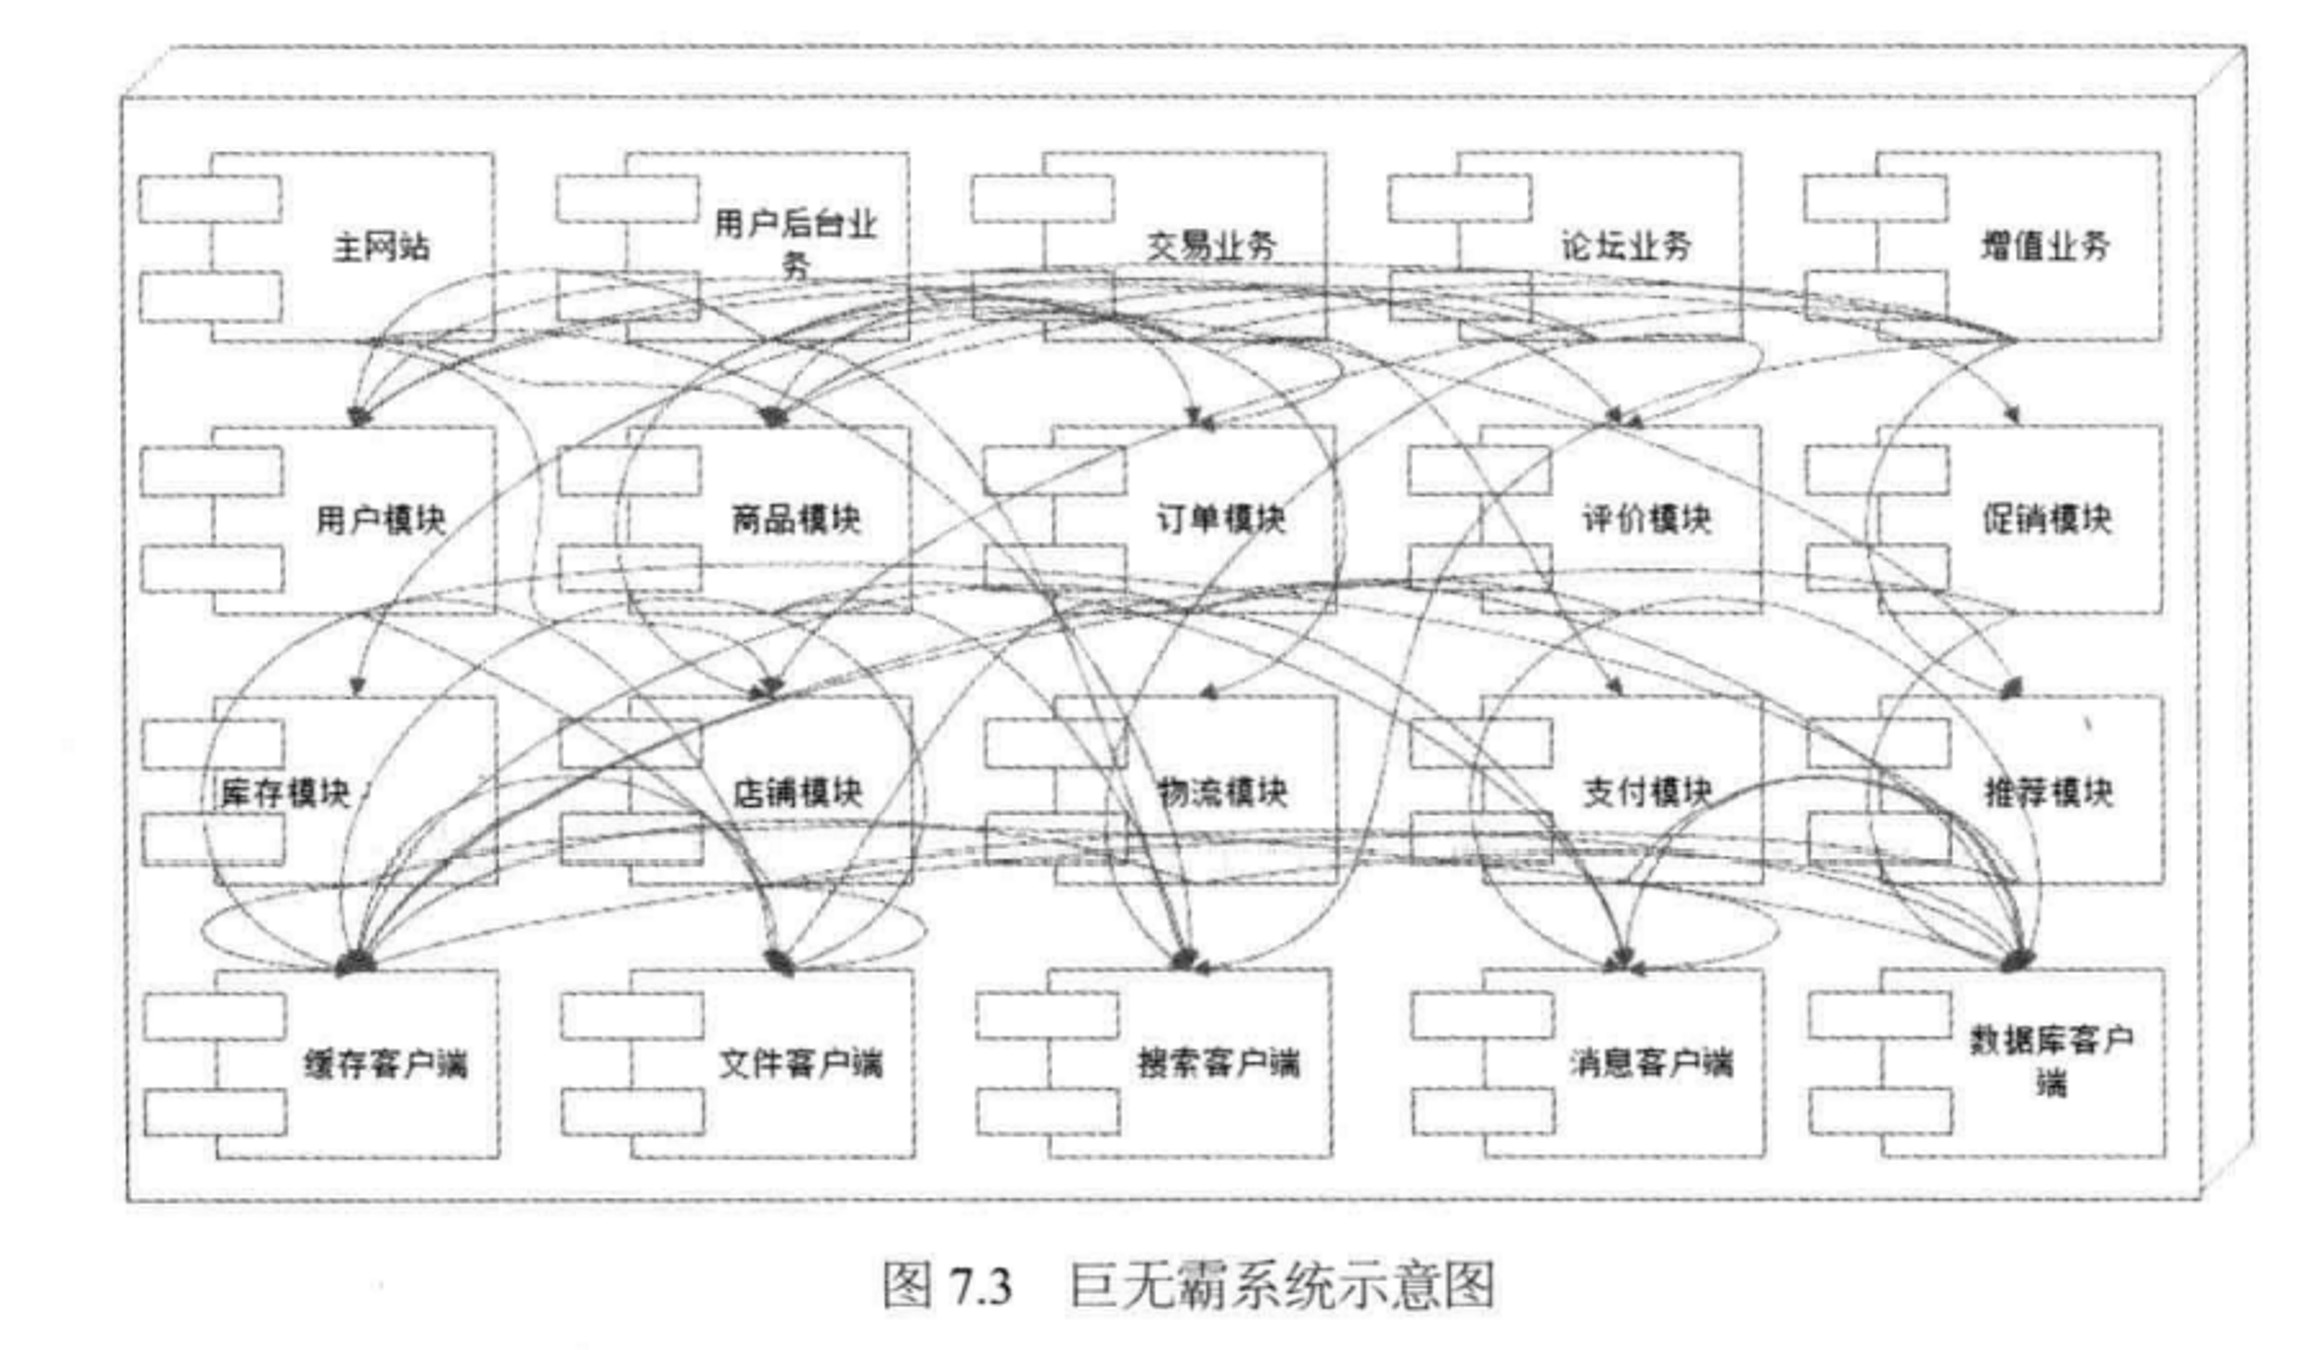 主网站
用户后台业
务
交易业务
论坛业务
增值业务
用户模块
商品模块
订单模块
评价模块
促销模块
库存模块
店铺模块
物流模块
支付模块
推荐模块
缓存客户端
文件客户端
搜索客户端
消息客户端
数据库客户
端
图 7.3 巨无霸系统示意图